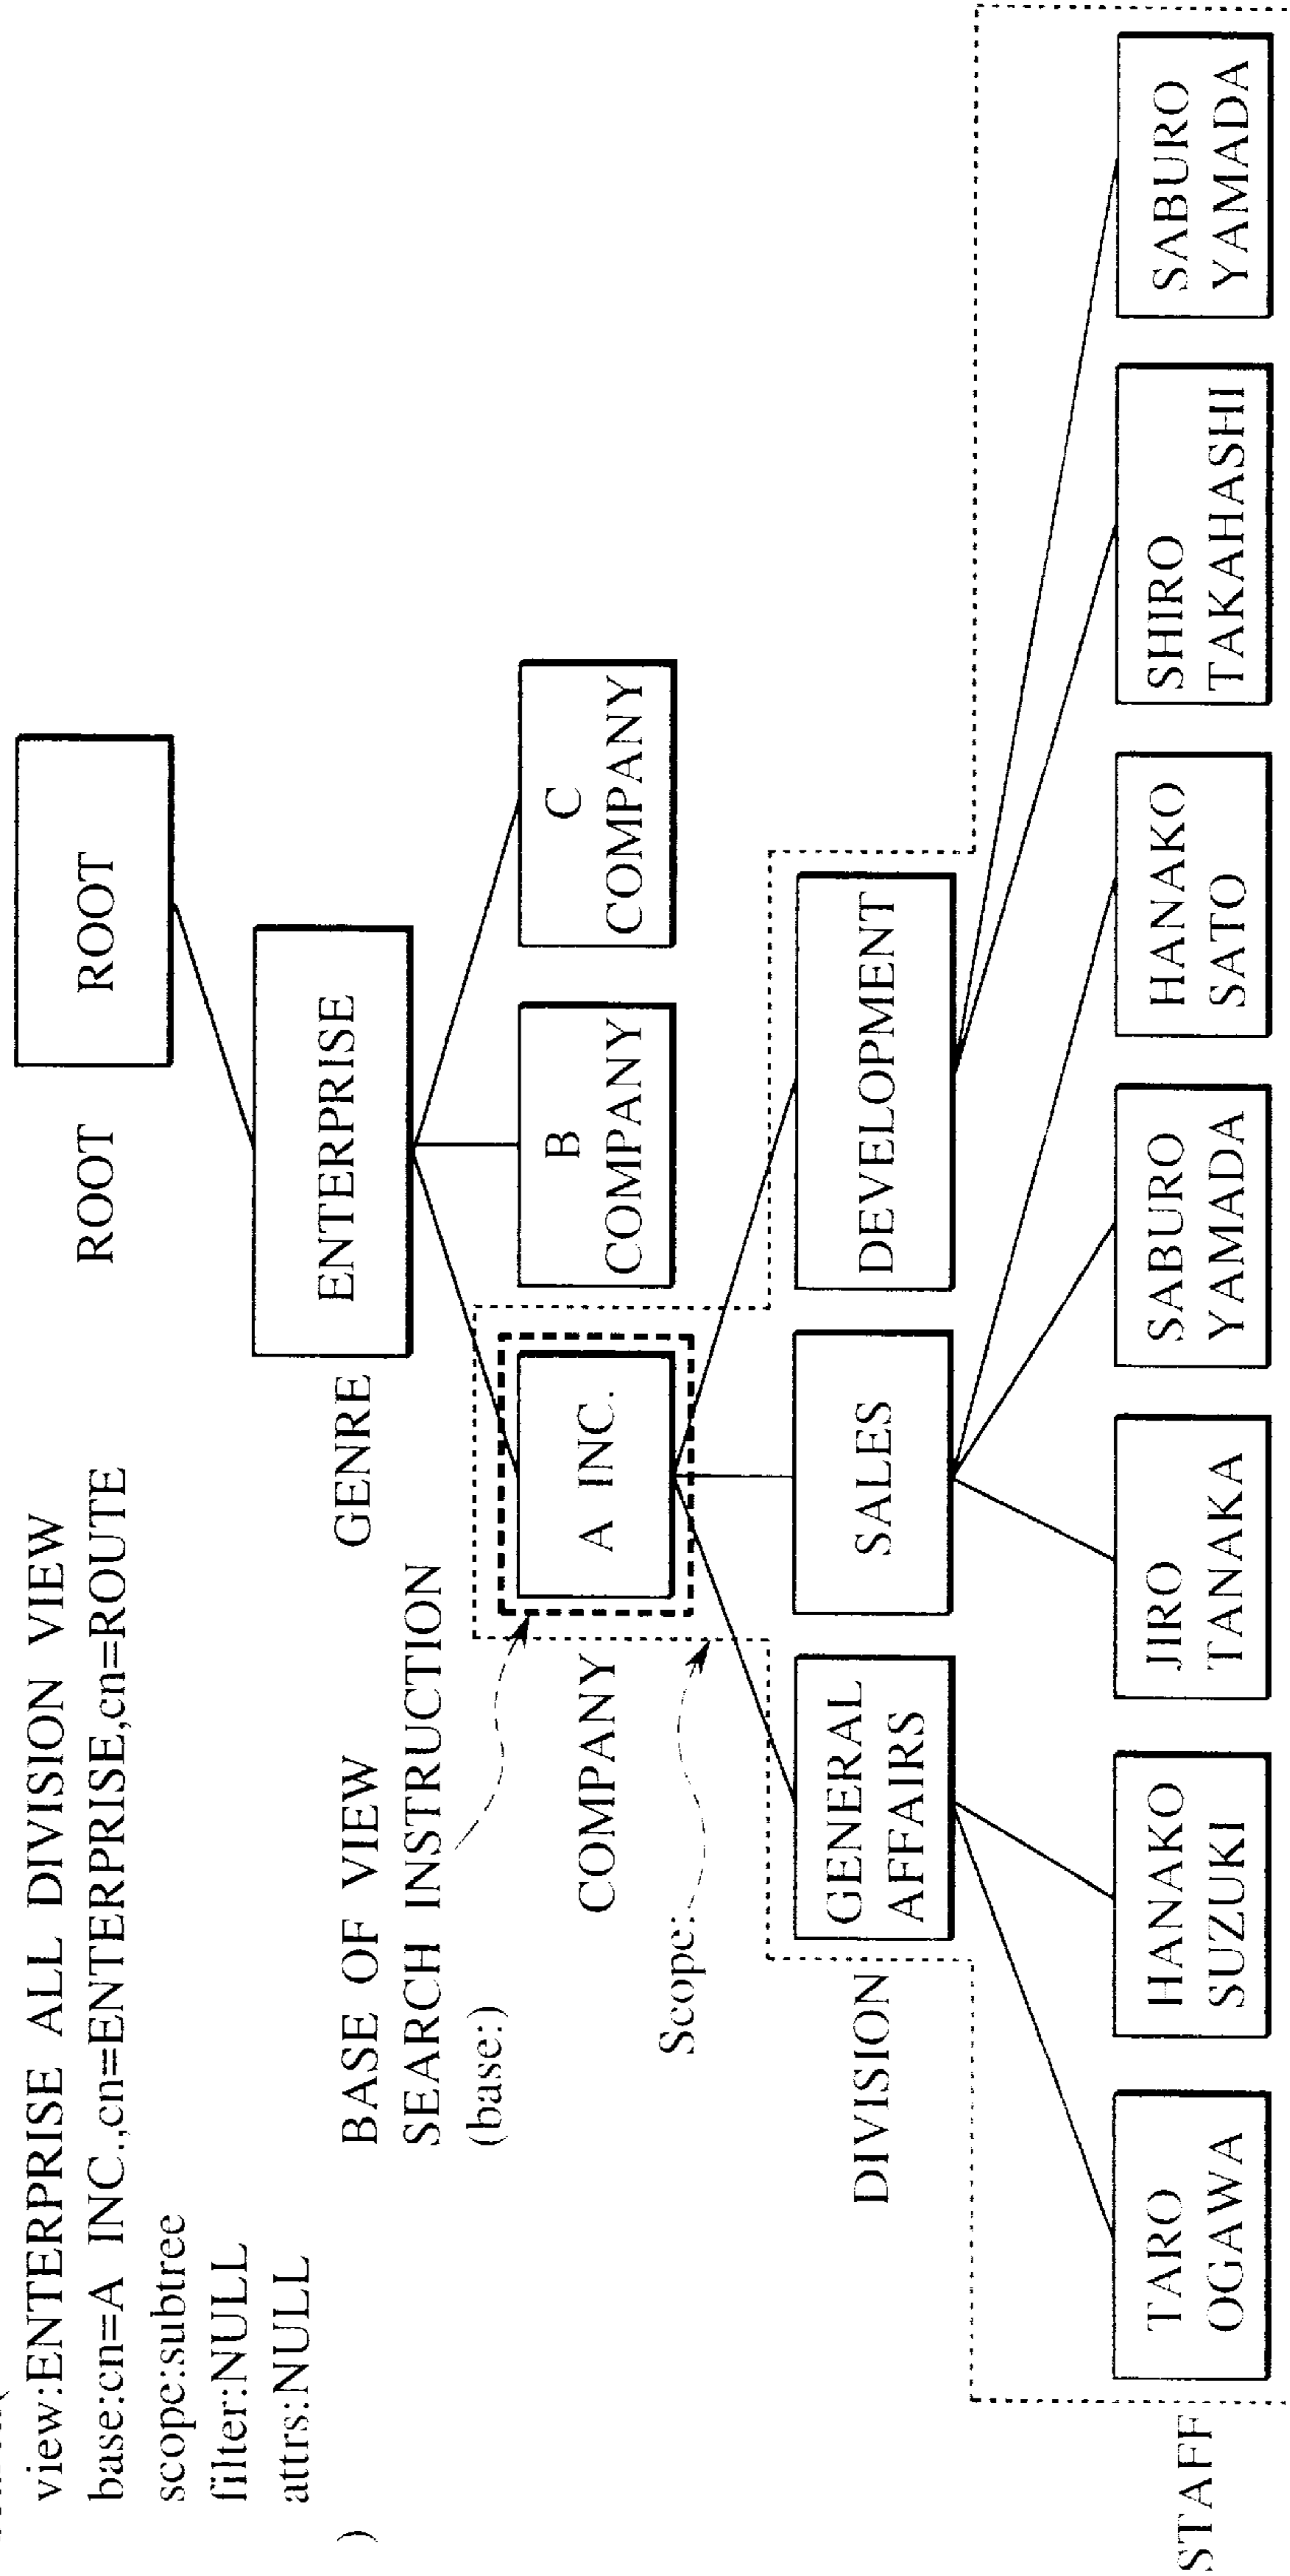 view:ENTERPRISE ALL DIVISION VIEW
base:cn=A INC.,cn=ENTERPRISE,cn=ROUTE
scope:subtree
filter:NULL
attrs:NULL
)
ROOT
ROOT
GENRE
ENTERPRISE
BASE OF VIEW
SEARCH INSTRUCTION
(base:)
COMPANY
A INC.
B
COMPANY
C
COMPANY
Scope:
DIVISION
GENERAL
AFFAIRS
SALES
DEVELOPMENT
STAFF
TARO
OGAWA
HANAKO
SUZUKI
JIRO
TANAKA
SABURO
YAMADA
HANAKO
SATO
SHIRO
TAKAHASHI
SABURO
YAMADA